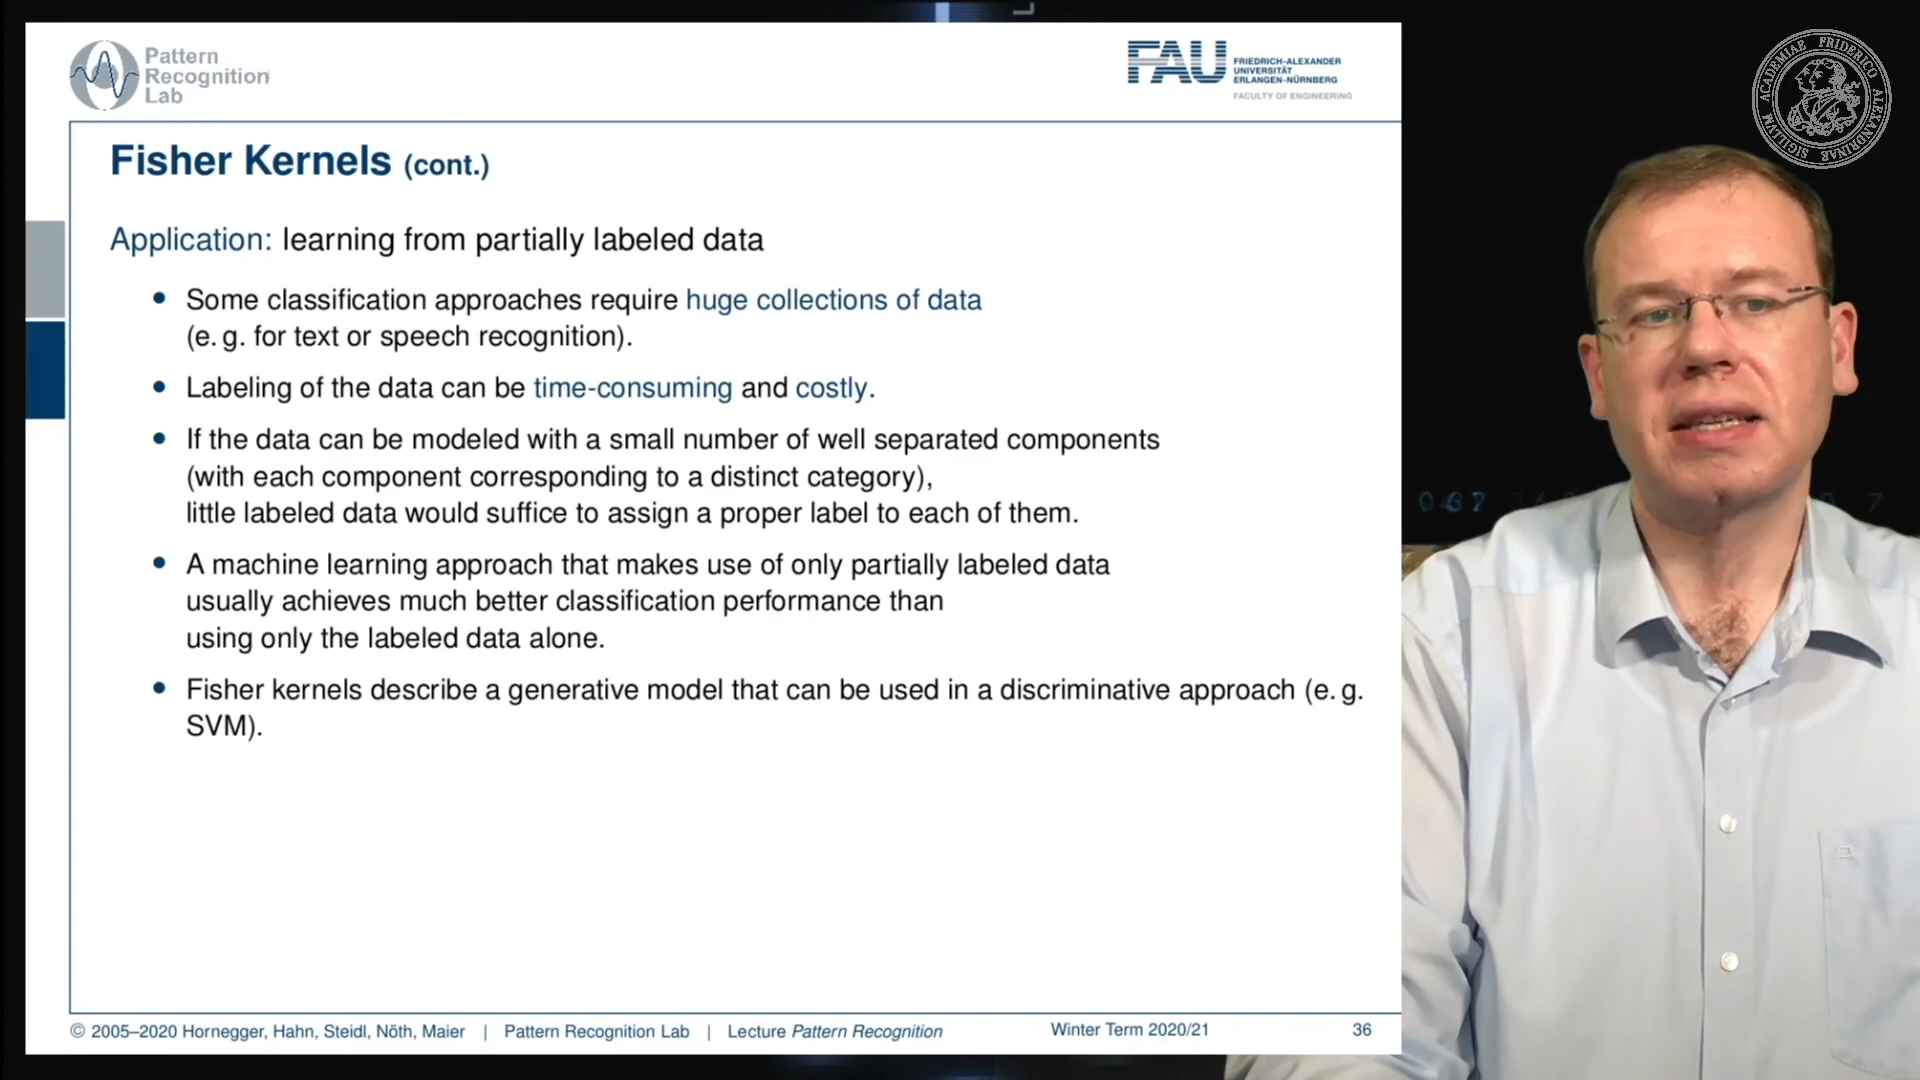 Pattern
Recognition
Lab
FAU
FRIEDRICH-ALEXANDER
UNIVERSITÄT
ERLANGEN-NÜRNBERG
FACULTY OF ENGINEERING
ACADEMIAE FRIDERICO ALEXANDRINAE SIGILLVM
Fisher Kernels (cont.)
Application: learning from partially labeled data
• Some classification approaches require huge collections of data
(e. g. for text or speech recognition).
• Labeling of the data can be time-consuming and costly.
• If the data can be modeled with a small number of well separated components
(with each component corresponding to a distinct category),
little labeled data would suffice to assign a proper label to each of them.
• A machine learning approach that makes use of only partially labeled data
usually achieves much better classification performance than
using only the labeled data alone.
• Fisher kernels describe a generative model that can be used in a discriminative approach (e. g.
SVM).
© 2005–2020 Hornegger, Hahn, Steidl, Nöth, Maier | Pattern Recognition Lab | Lecture Pattern Recognition Winter Term 2020/21 36